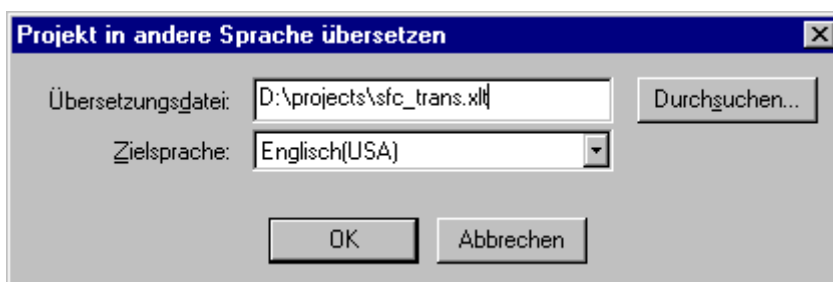 Projekt in andere Sprache übersetzen
Übersetzungsdatei: D:\projects\sfc_trans.xlt Durchsuchen...
Zielsprache: Englisch(USA)
OK Abbrechen